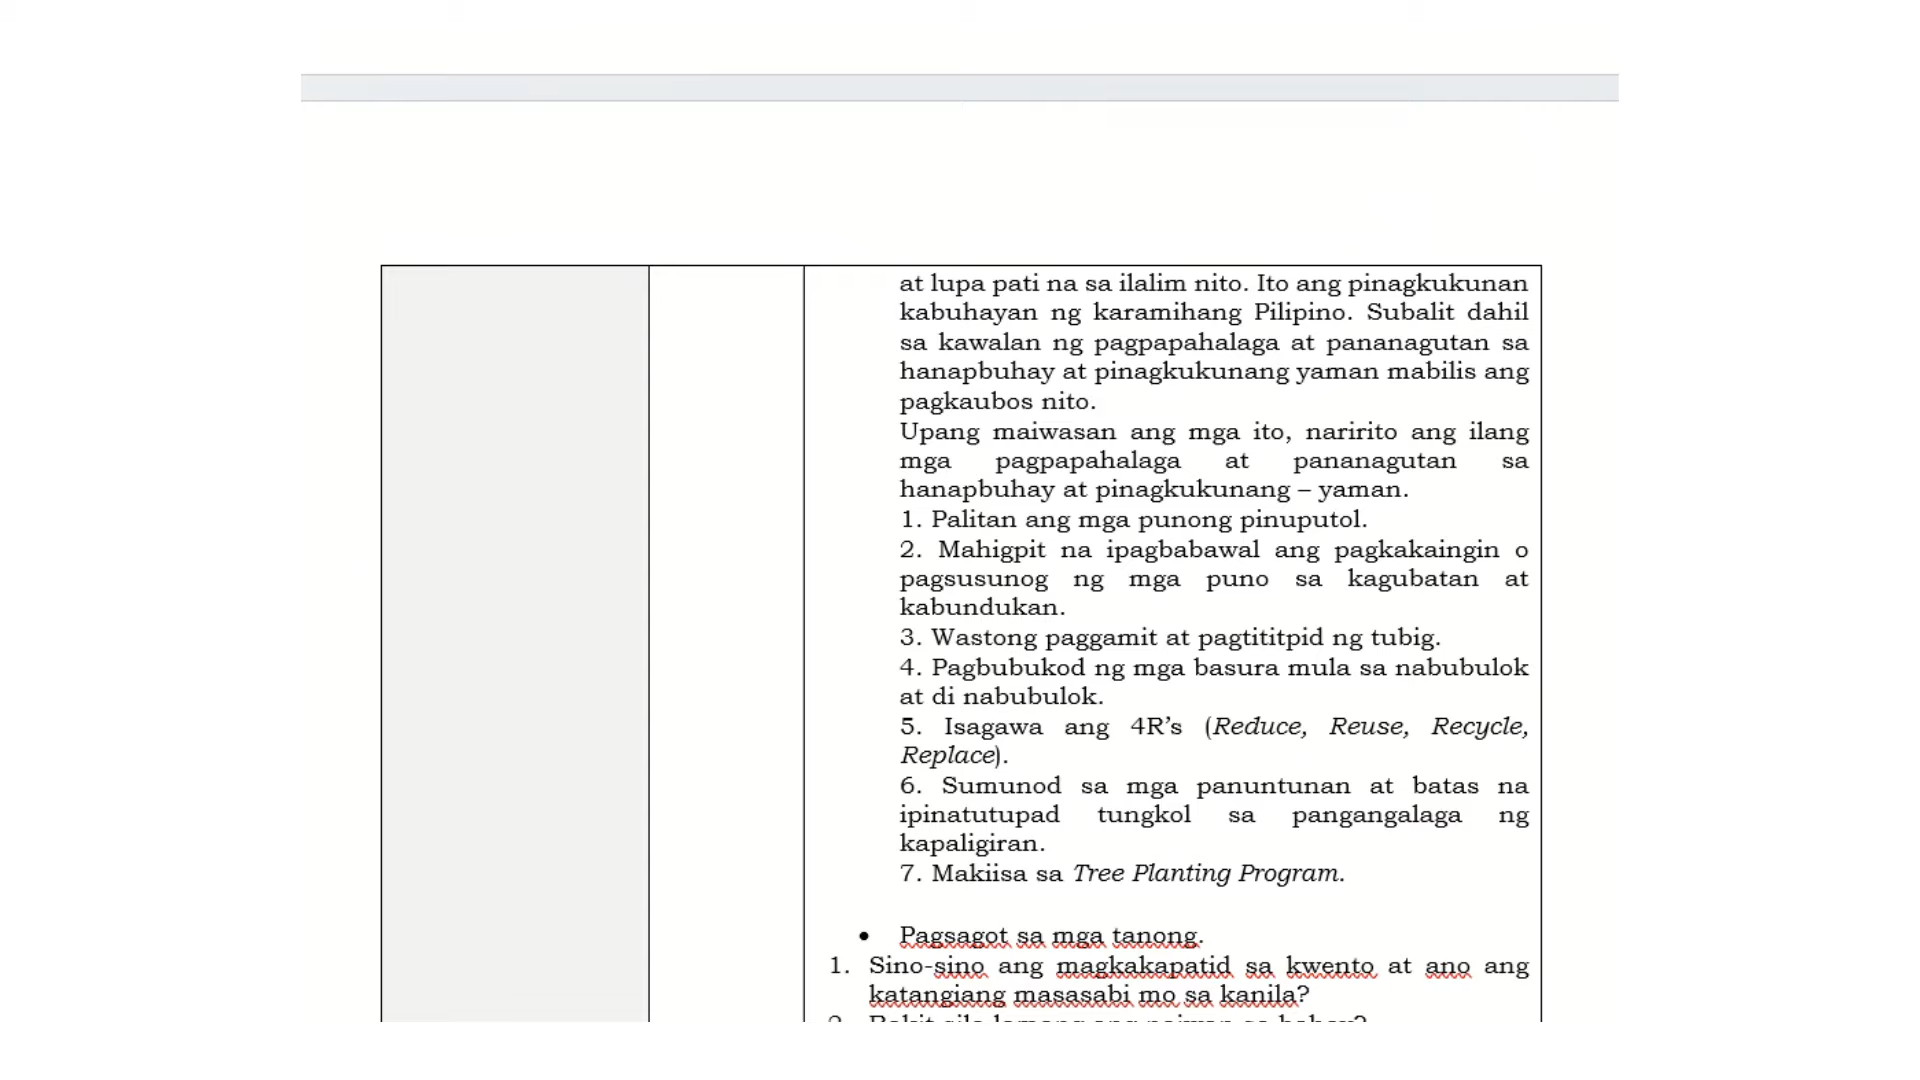 at lupa pati na sa ilalim nito. Ito ang pinagkukunan
kabuhayan ng karamihang Pilipino. Subalit dahil
sa kawalan ng pagpapahalaga at pananagutan sa
hanapbuhay at pinagkukunang yaman mabilis ang
pagkaubos nito.
Upang maiwasan ang mga ito, naririto ang ilang
mga pagpapahalaga at pananagutan sa
hanapbuhay at pinagkukunang – yaman.
1. Palitan ang mga punong pinuputol.
2. Mahigpit na ipagbabawal ang pagkakaingin o
pagsusunog ng mga puno sa kagubatan at
kabundukan.
3. Wastong paggamit at pagtititpid ng tubig.
4. Pagbubukod ng mga basura mula sa nabubulok
at di nabubulok.
5. Isagawa ang 4R’s (Reduce, Reuse, Recycle,
Replace).
6. Sumunod sa mga panuntunan at batas na
ipinatutupad tungkol sa pangangalaga ng
kapaligiran.
7. Makiisa sa Tree Planting Program.
• Pagsagot sa mga tanong.
1. Sino-sino ang magkakapatid sa kwento at ano ang
katangiang masasabi mo sa kanila?